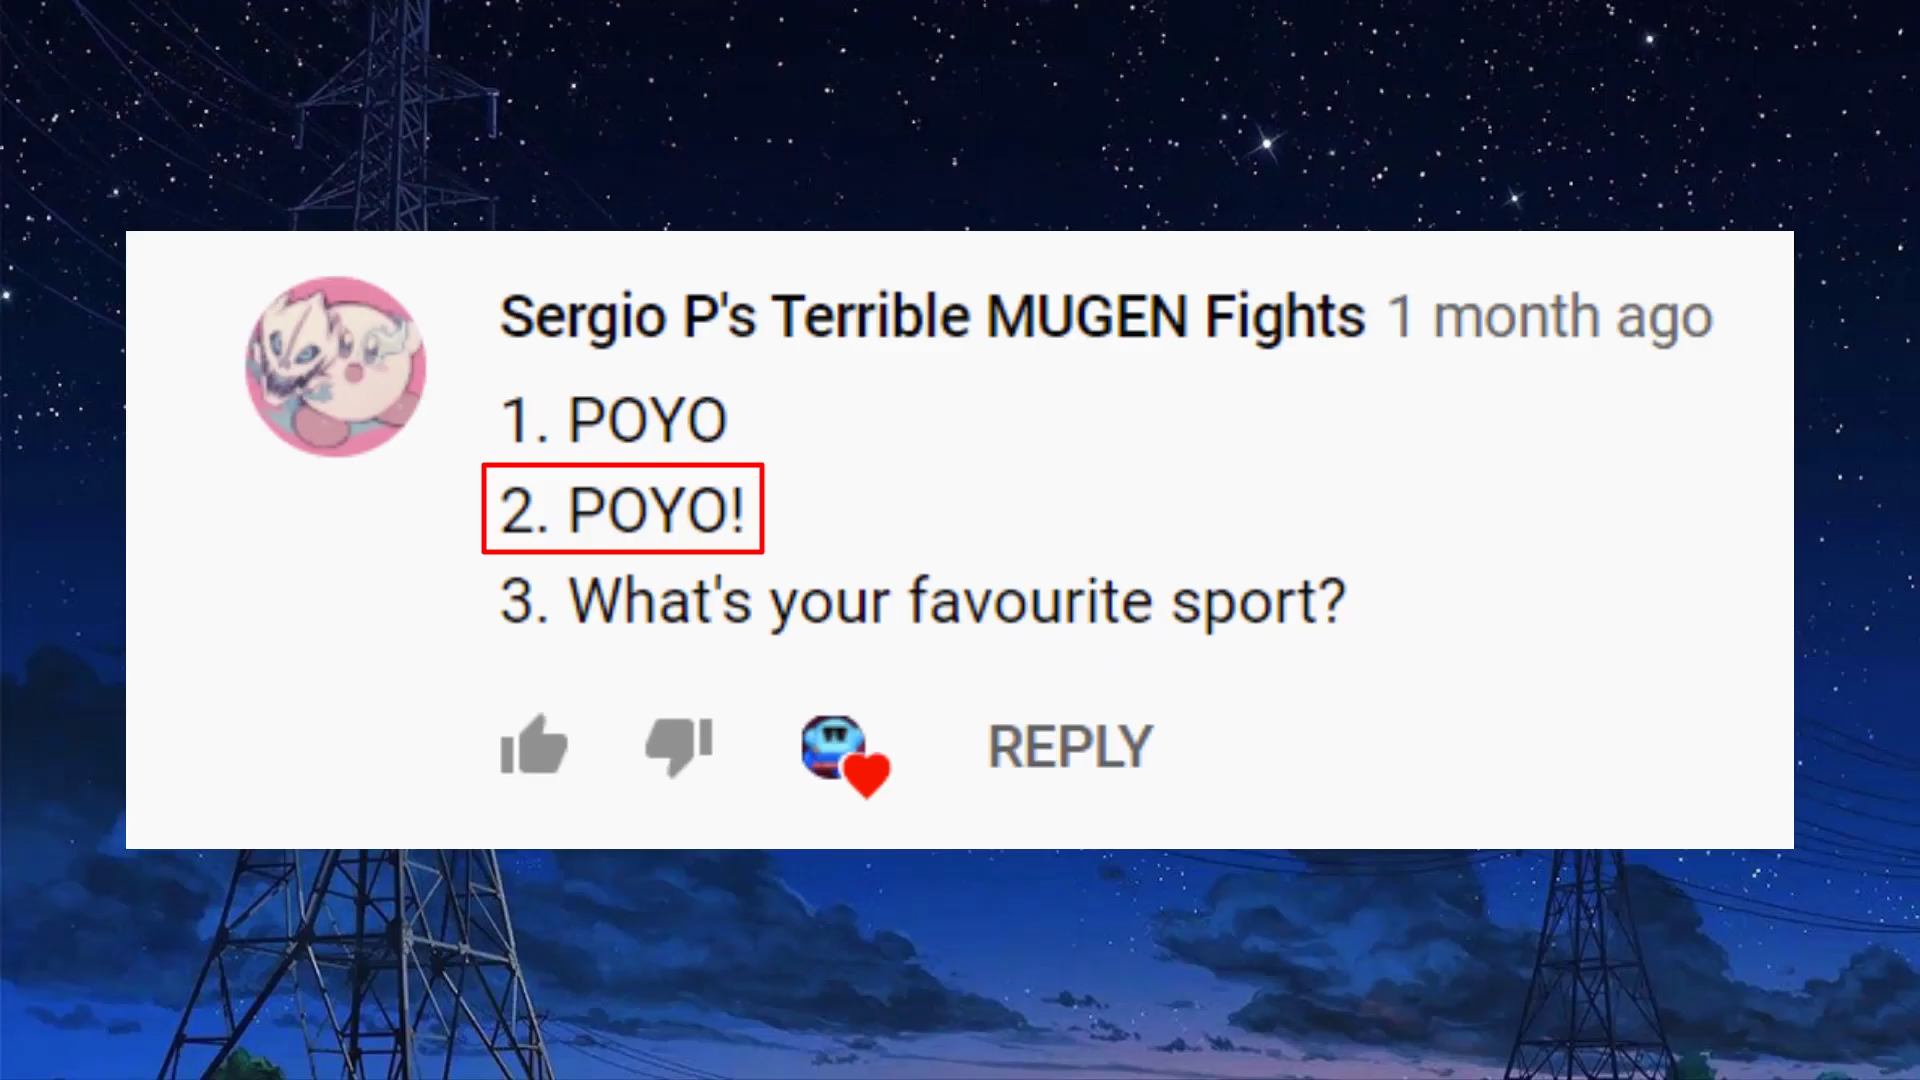 Sergio P's Terrible MUGEN Fights 1 month ago
1. POYO
2. POYO!
3. What's your favourite sport?
REPLY